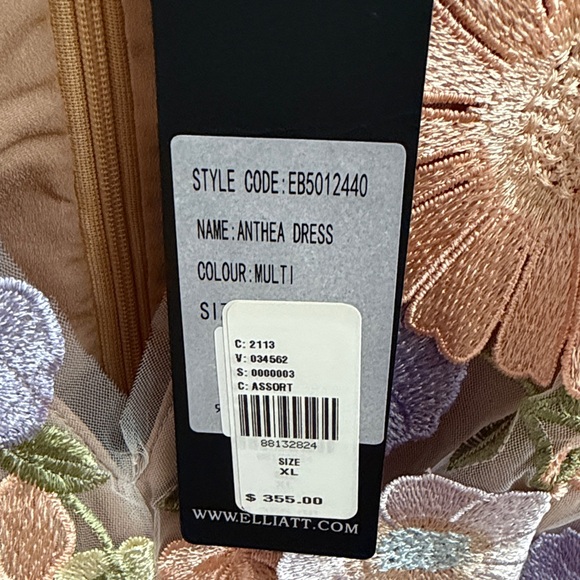 STYLE CODE:EB5012440
NAME:ANTHEA DRESS
COLOUR:MULTI
C: 2113
V: 034562
S: 0000003
C: ASSORT
88132824
SIZE
XL
$ 355.00
WWW.ELLIATT.COM